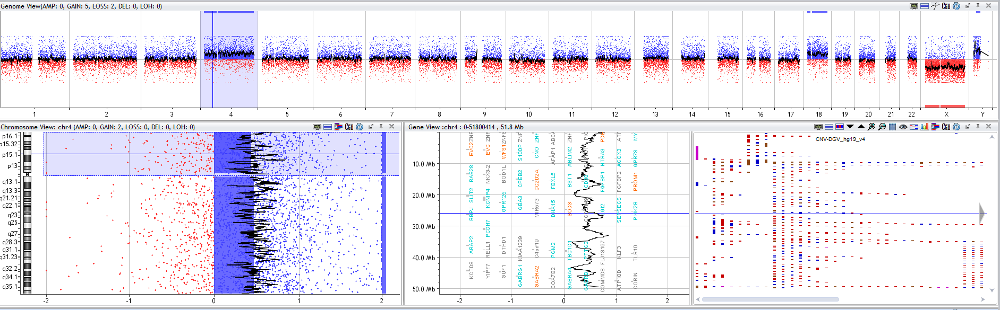 Genome View(AMP: 0, GAIN: 5, LOSS: 2, DEL: 0, LOH: 0)
CGH
1 2 3 4 5 6 7 8 9 10 11 12 13 14 15 16 17 18 19 20 21 22 X Y
Chromosome View: chr4 (AMP: 0, GAIN: 2, LOSS: 0, DEL: 0, LOH: 0)
CGH
p16.1
p15.32
p15.1
p13
q13.1
q13.3
q21.21
q22.1
q23
q25
q27
q28.3
q31.1
q31.23
q32.2
q34.1
q35.1
-2 -1 0 1 2
Gene View :chr4 : 0-51800414 , 51.8 Mb
CGH
10.0 Mb
20.0 Mb
30.0 Mb
40.0 Mb
50.0 Mb
EVC2 ZNF
RAB28
SLIT2
RBPJ
ARAP2
KCTD8
EVC ZNF
NKX3-2
KCNIP4
PCDH7
RELL1
YIPF7
WFS1 ZNF
BOD1L
GPR125
DTHD1
GUF1
S100P ZNF
CPEB2
GBA3
KIAA1239
GABRG1
CNO ZNF
CC2D2A
MIR573
C4orf19
GABRA2
AFAP1 ABCA
FBXL5
DHX15
PGM2
COX7B2
ABLIM2 ZNF
BST1
SOD3
TBC1D1
GABRA4
HTRA3 PDE
FGFBP1
LGI2
FLJ13197
COMMD8
ACOX3 ATP
FGFBP2
SEPSECS
KLF3
ATP10D
GPR78 MY
PROM1
PI4K2B
TLR10
CORIN
-2 -1 0 1 2
CNV-DGV_hg19_v4